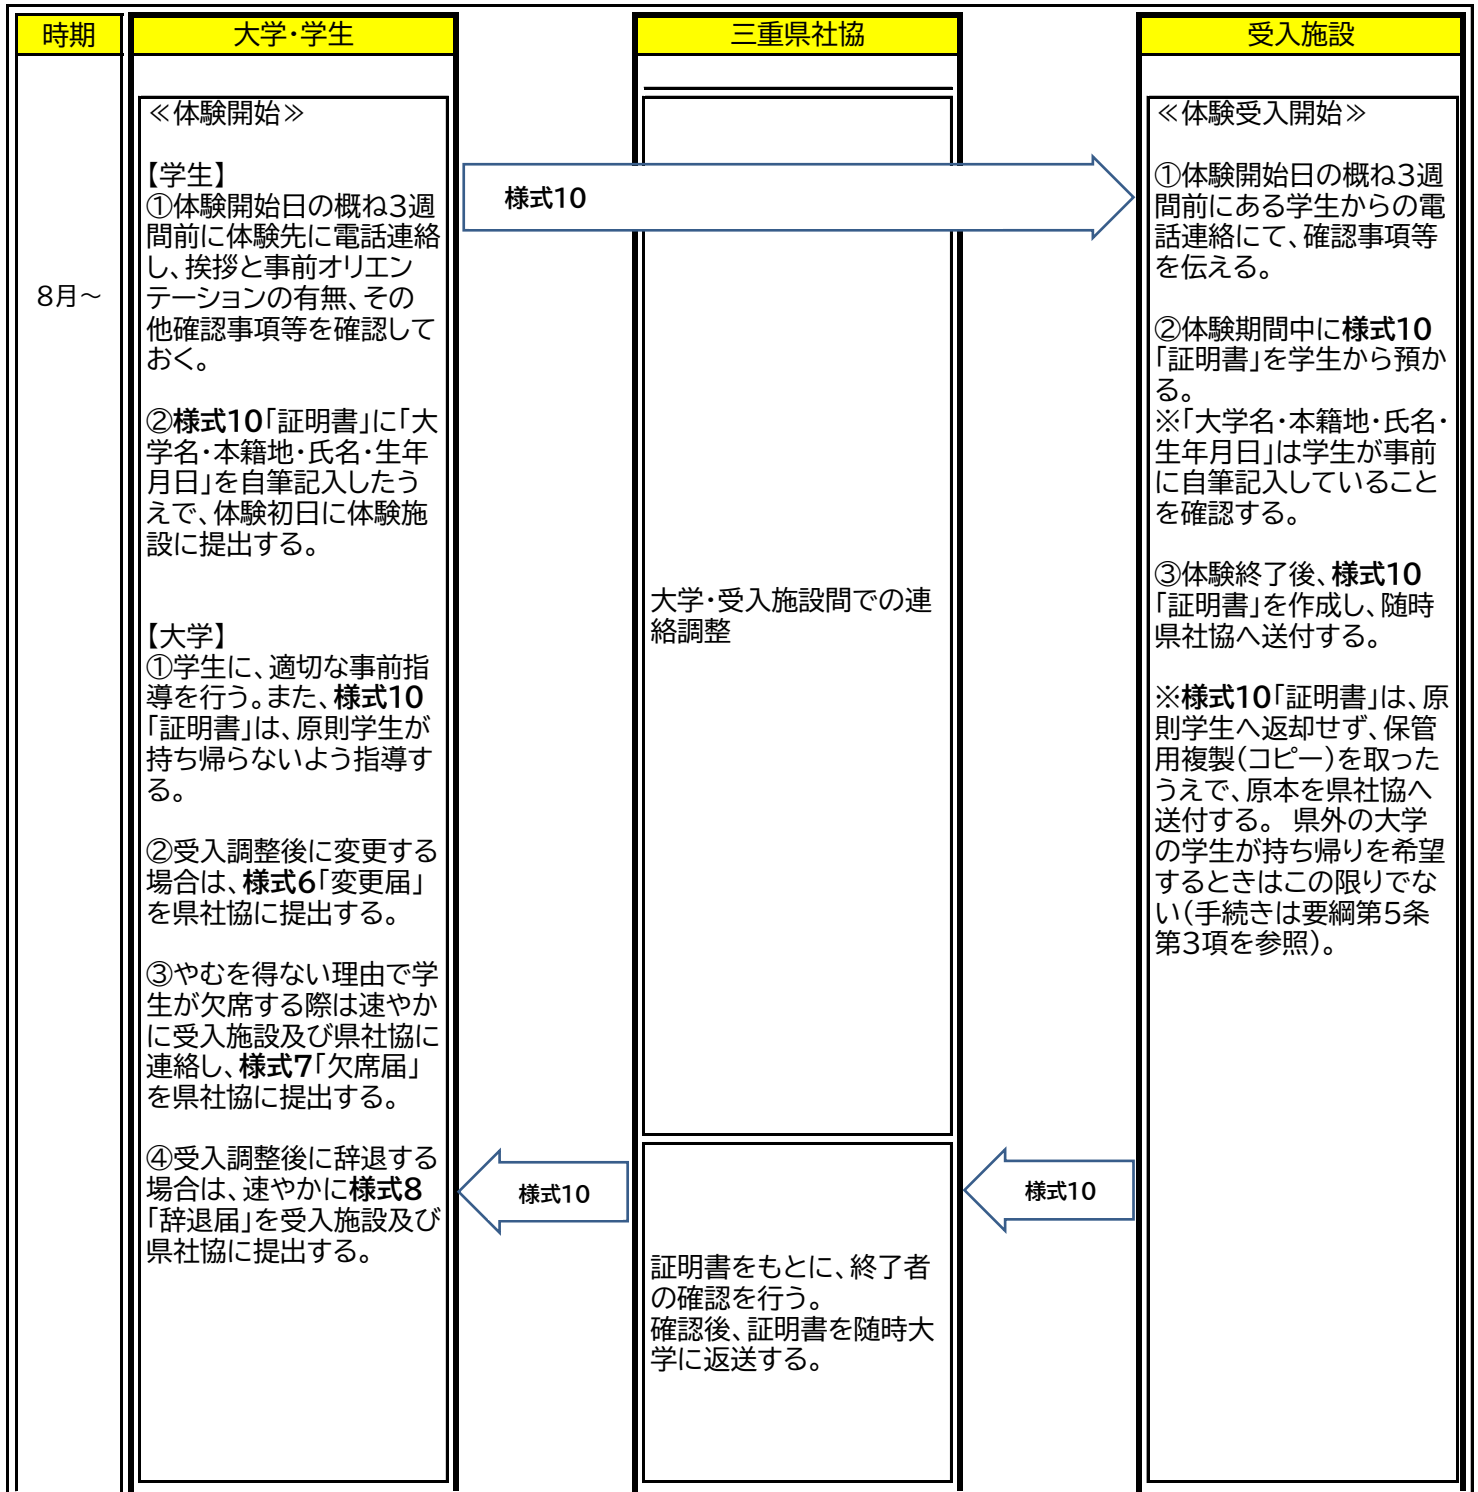 時期
大学・学生
三重県社協
受入施設
8月～
≪体験開始≫
【学生】
①体験開始日の概ね3週
間前に体験先に電話連絡
し、挨拶と事前オリエン
テーションの有無、その
他確認事項等を確認して
おく。
②様式10「証明書」に「大
学名・本籍地・氏名・生年
月日」を自筆記入したう
えで、体験初日に体験施
設に提出する。
【大学】
①学生に、適切な事前指
導を行う。また、様式10
「証明書」は、原則学生が
持ち帰らないよう指導す
る。
②受入調整後に変更する
場合は、様式6「変更届」
を県社協に提出する。
③やむを得ない理由で学
生が欠席する際は速やか
に受入施設及び県社協に
連絡し、様式7「欠席届」
を県社協に提出する。
④受入調整後に辞退する
場合は、速やかに様式8
「辞退届」を受入施設及び
県社協に提出する。
様式10
大学・受入施設間での連
絡調整
様式10
証明書をもとに、終了者
の確認を行う。
確認後、証明書を随時大
学に返送する。
様式10
≪体験受入開始≫
①体験開始日の概ね3週
間前にある学生からの電
話連絡にて、確認事項等
を伝える。
②体験期間中に様式10
「証明書」を学生から預か
る。
※「大学名・本籍地・氏名・
生年月日」は学生が事前
に自筆記入していること
を確認する。
③体験終了後、様式10
「証明書」を作成し、随時
県社協へ送付する。
※様式10「証明書」は、原
則学生へ返却せず、保管
用複製（コピー）を取った
うえで、原本を県社協へ
送付する。 県外の大学
の学生が持ち帰りを希望
するときはこの限りでな
い（手続きは要綱第5条
第3項を参照）。